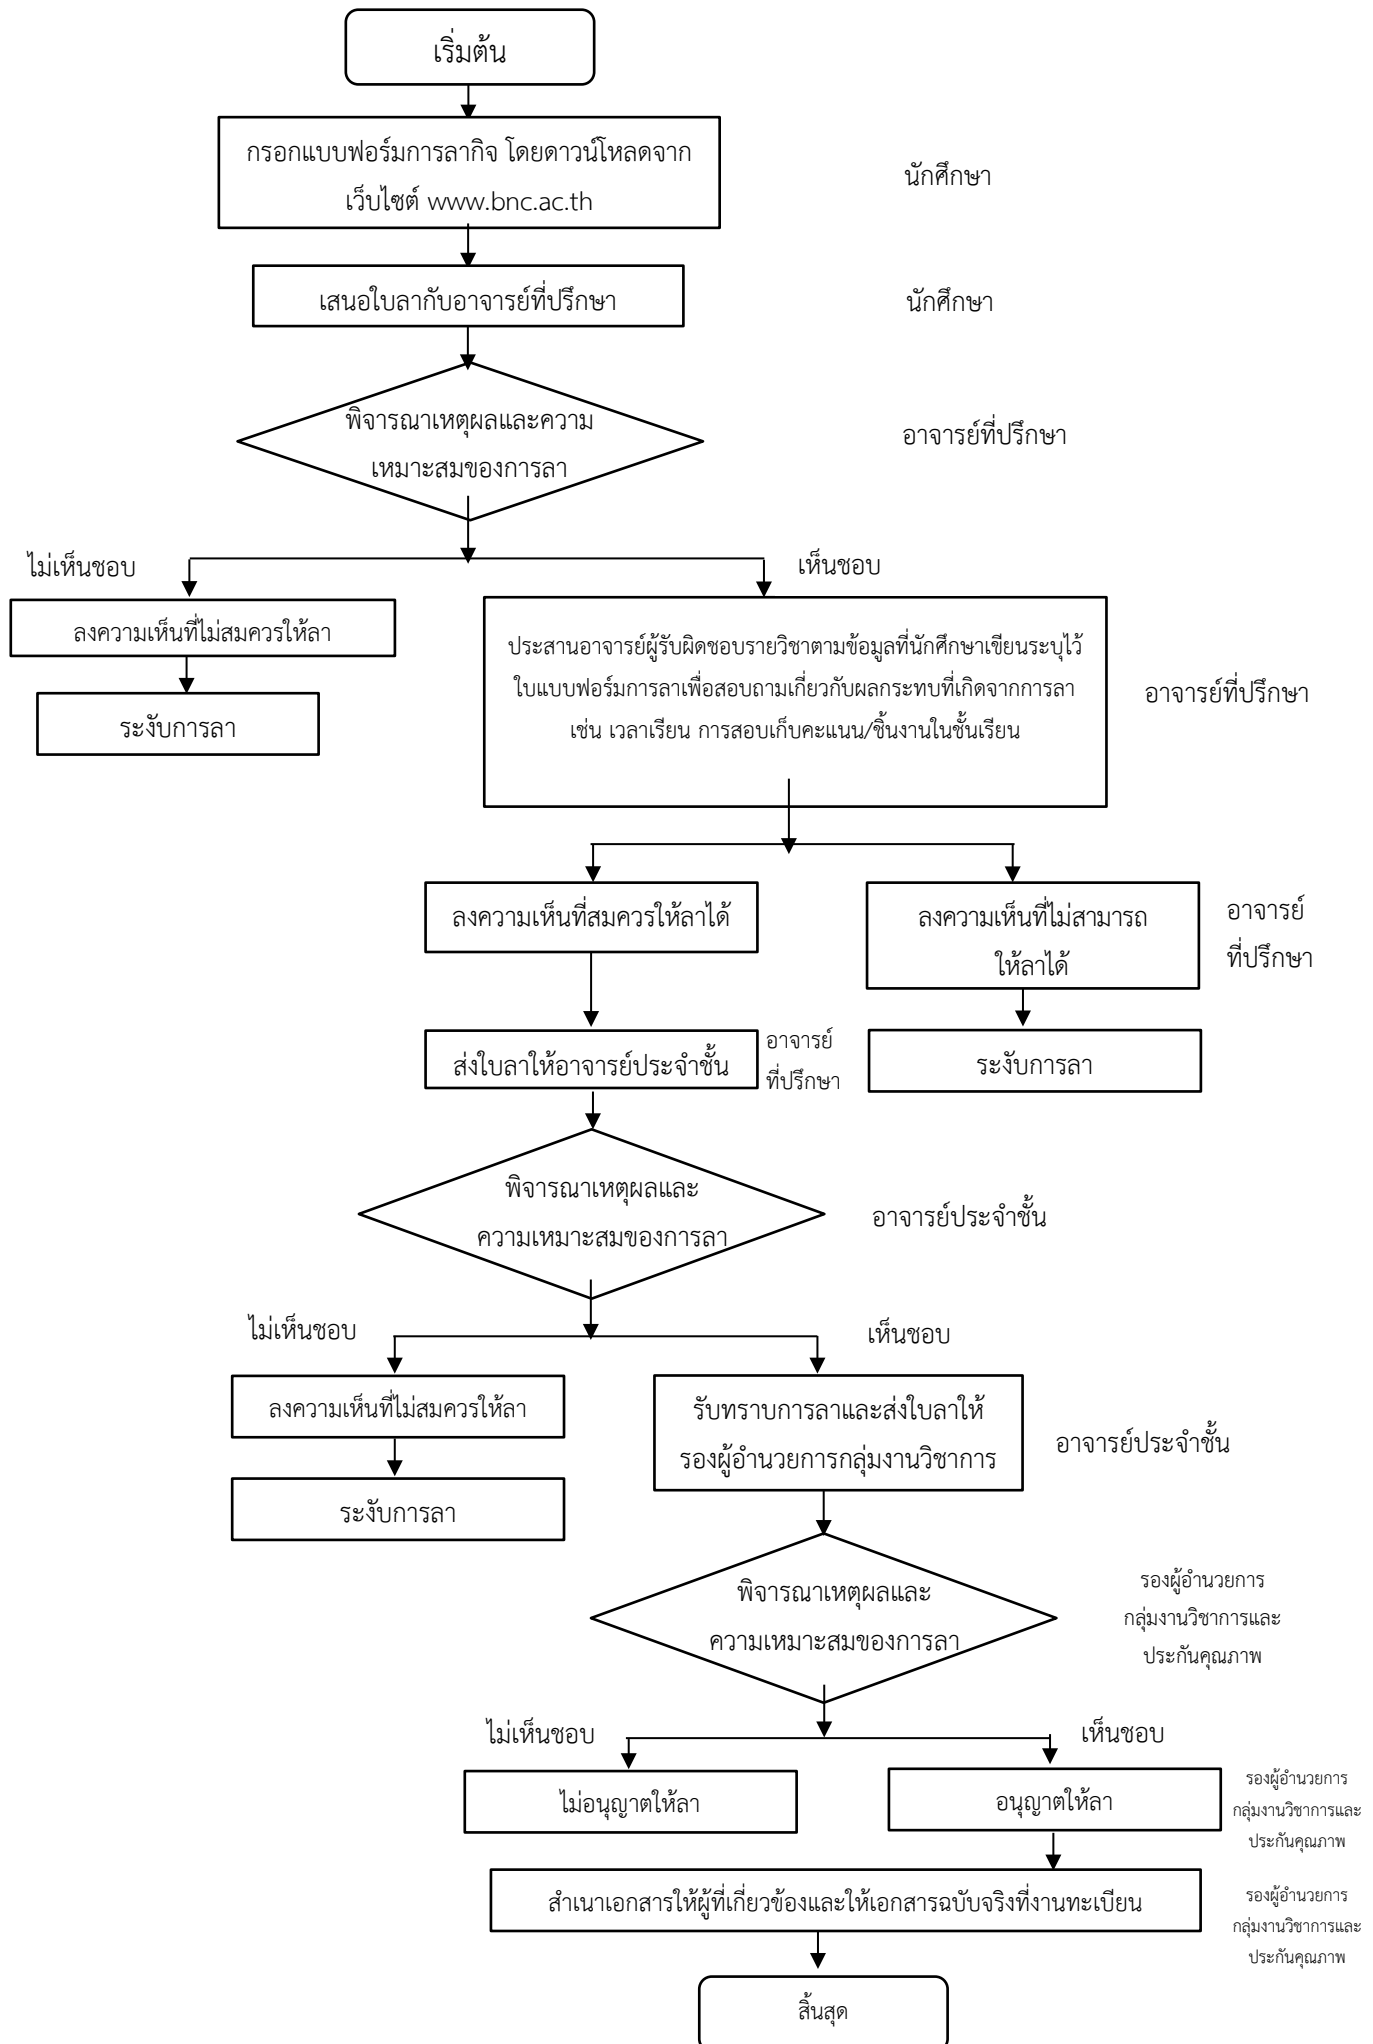 เริ่มต้น
กรอกแบบฟอร์มการลากิจ โดยดาวน์โหลดจาก
เว็บไซต์ www.bnc.ac.th
นักศึกษา
เสนอใบลากับอาจารย์ที่ปรึกษา
นักศึกษา
พิจารณาเหตุผลและความ
เหมาะสมของการลา
อาจารย์ที่ปรึกษา
ไม่เห็นชอบ
เห็นชอบ
ลงความเห็นที่ไม่สมควรให้ลา
ระงับการลา
ประสานอาจารย์ผู้รับผิดชอบรายวิชาตามข้อมูลที่นักศึกษาเขียนระบุไว้
ใบแบบฟอร์มการลาเพื่อสอบถามเกี่ยวกับผลกระทบที่เกิดจากการลา
เช่น เวลาเรียน การสอบเก็บคะแนน/ชิ้นงานในชั้นเรียน
อาจารย์ที่ปรึกษา
ลงความเห็นที่สมควรให้ลาได้
ลงความเห็นที่ไม่สามารถ
ให้ลาได้
อาจารย์
ที่ปรึกษา
ส่งใบลาให้อาจารย์ประจำชั้น
อาจารย์
ที่ปรึกษา
ระงับการลา
พิจารณาเหตุผลและ
ความเหมาะสมของการลา
อาจารย์ประจำชั้น
ไม่เห็นชอบ
เห็นชอบ
ลงความเห็นที่ไม่สมควรให้ลา
ระงับการลา
รับทราบการลาและส่งใบลาให้
รองผู้อำนวยการกลุ่มงานวิชาการ
อาจารย์ประจำชั้น
พิจารณาเหตุผลและ
ความเหมาะสมของการลา
รองผู้อำนวยการ
กลุ่มงานวิชาการและ
ประกันคุณภาพ
ไม่เห็นชอบ
เห็นชอบ
ไม่อนุญาตให้ลา
อนุญาตให้ลา
รองผู้อำนวยการ
กลุ่มงานวิชาการและ
ประกันคุณภาพ
สำเนาเอกสารให้ผู้ที่เกี่ยวข้องและให้เอกสารฉบับจริงที่งานทะเบียน
รองผู้อำนวยการ
กลุ่มงานวิชาการและ
ประกันคุณภาพ
สิ้นสุด